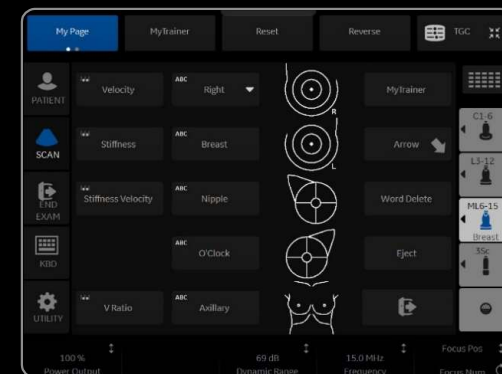 My Page
MyTrainer
Reset
Reverse
TGC
PATIENT
Velocity
ABC
Right
R
MyTrainer
C1-6
SCAN
Stiffness
ABC
Breast
L
Arrow
L3-12
END
EXAM
Stiffness Velocity
ABC
Nipple
Word Delete
ML6-15
Breast
KBD
ABC
O'Clock
Eject
3Sc
UTILITY
V Ratio
ABC
Axillary
100 %
Power Output
69 dB
Dynamic Range
15.0 MHz
Frequency
Focus Pos
Focus Num